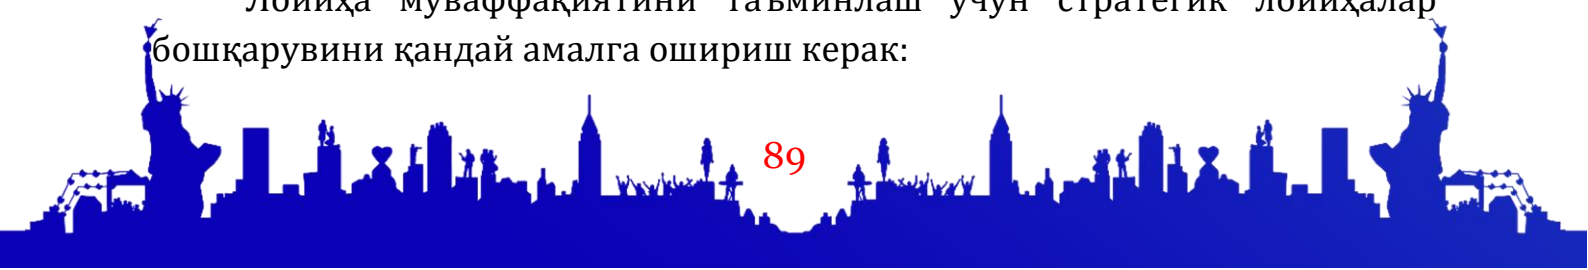 Лойиҳа муваффақиятини таъминлаш учун стратегик лойиҳалар
бошқарувини қандай амалга ошириш керак:
89